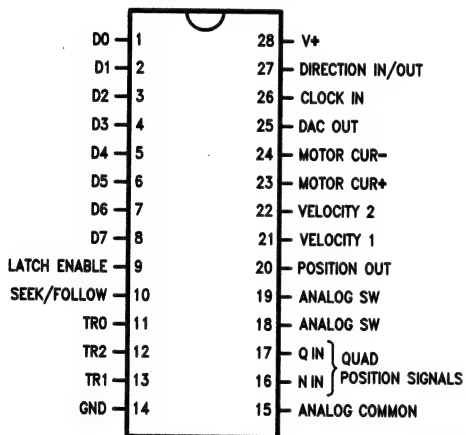 D0 1 28 V+
D1 2 27 DIRECTION IN/OUT
D2 3 26 CLOCK IN
D3 4 25 DAC OUT
D4 5 24 MOTOR CUR-
D5 6 23 MOTOR CUR+
D6 7 22 VELOCITY 2
D7 8 21 VELOCITY 1
LATCH ENABLE 9 20 POSITION OUT
SEEK/FOLLOW 10 19 ANALOG SW
TR0 11 18 ANALOG SW
TR2 12 17 Q IN QUAD
TR1 13 16 N IN POSITION SIGNALS
GND 14 15 ANALOG COMMON